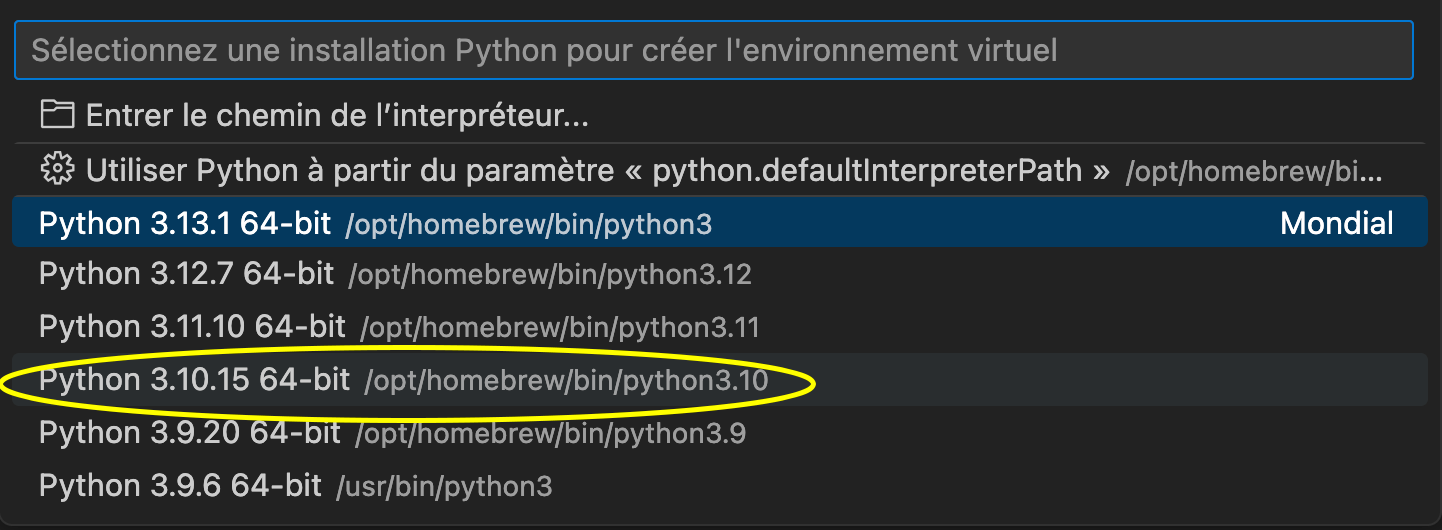 Sélectionnez une installation Python pour créer l'environnement virtuel
Entrer le chemin de l’interpréteur...
Utiliser Python à partir du paramètre « python.defaultInterpreterPath » /opt/homebrew/bi...
Python 3.13.1 64-bit /opt/homebrew/bin/python3 Mondial
Python 3.12.7 64-bit /opt/homebrew/bin/python3.12
Python 3.11.10 64-bit /opt/homebrew/bin/python3.11
Python 3.10.15 64-bit /opt/homebrew/bin/python3.10
Python 3.9.20 64-bit /opt/homebrew/bin/python3.9
Python 3.9.6 64-bit /usr/bin/python3